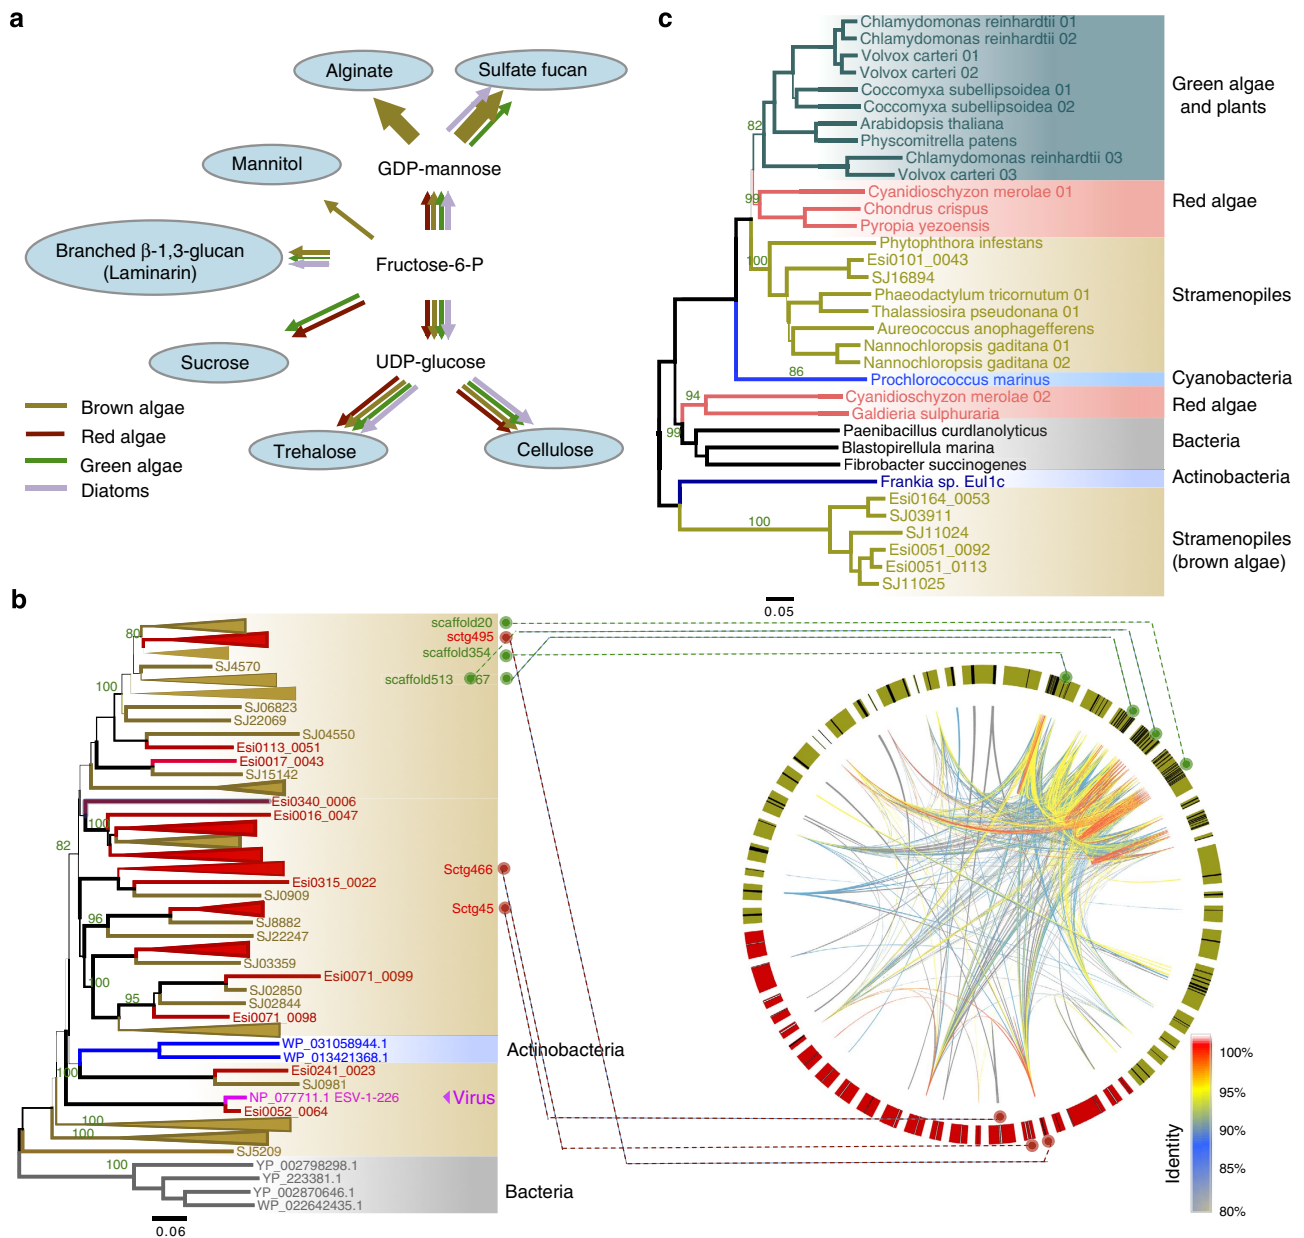 a
Alginate
Sulfate fucan
Mannitol
GDP-mannose
Branched β-1,3-glucan
(Laminarin)
Fructose-6-P
Sucrose
UDP-glucose
Trehalose
Cellulose
Brown algae
Red algae
Green algae
Diatoms
c
Chlamydomonas reinhardtii 01
Chlamydomonas reinhardtii 02
Volvox carteri 01
Volvox carteri 02
Coccomyxa subellipsoidea 01
Coccomyxa subellipsoidea 02
Arabidopsis thaliana
Physcomitrella patens
Chlamydomonas reinhardtii 03
Volvox carteri 03
Green algae
and plants
82
Cyanidioschyzon merolae 01
Chondrus crispus
Pyropia yezoensis
Red algae
99
Phytophthora infestans
Esi0101_0043
SJ16894
Phaeodactylum tricornutum 01
Thalassiosira pseudonana 01
Aureococcus anophagefferens
Nannochloropsis gaditana 01
Nannochloropsis gaditana 02
Stramenopiles
100
86
Prochlorococcus marinus
Cyanobacteria
94
Cyanidioschyzon merolae 02
Galdieria sulphuraria
Red algae
99
Paenibacillus curdlanolyticus
Blastopirellula marina
Fibrobacter succinogenes
Bacteria
Frankia sp. EuI1c
Actinobacteria
100
Esi0164_0053
SJ03911
SJ11024
Esi0051_0092
Esi0051_0113
SJ11025
Stramenopiles
(brown algae)
0.05
b
80
SJ4570
100
SJ06823
SJ22069
SJ04550
Esi0113_0051
Esi0017_0043
SJ15142
Esi0340_0006
Esi0016_0047
100
82
Esi0315_0022
SJ0909
96
SJ8882
SJ22247
SJ03359
100
Esi0071_0099
SJ02850
95
SJ02844
Esi0071_0098
WP_031058944.1
WP_013421368.1
Actinobacteria
100
Esi0241_0023
SJ0981
NP_077711.1 ESV-1-226
Virus
Esi0052_0064
100
100
SJ5209
100
YP_002798298.1
YP_223381.1
YP_002870646.1
WP_022642435.1
Bacteria
0.06
scaffold20
sctg495
scaffold354
scaffold513
67
Sctg466
Sctg45
Identity
100%
95%
90%
85%
80%